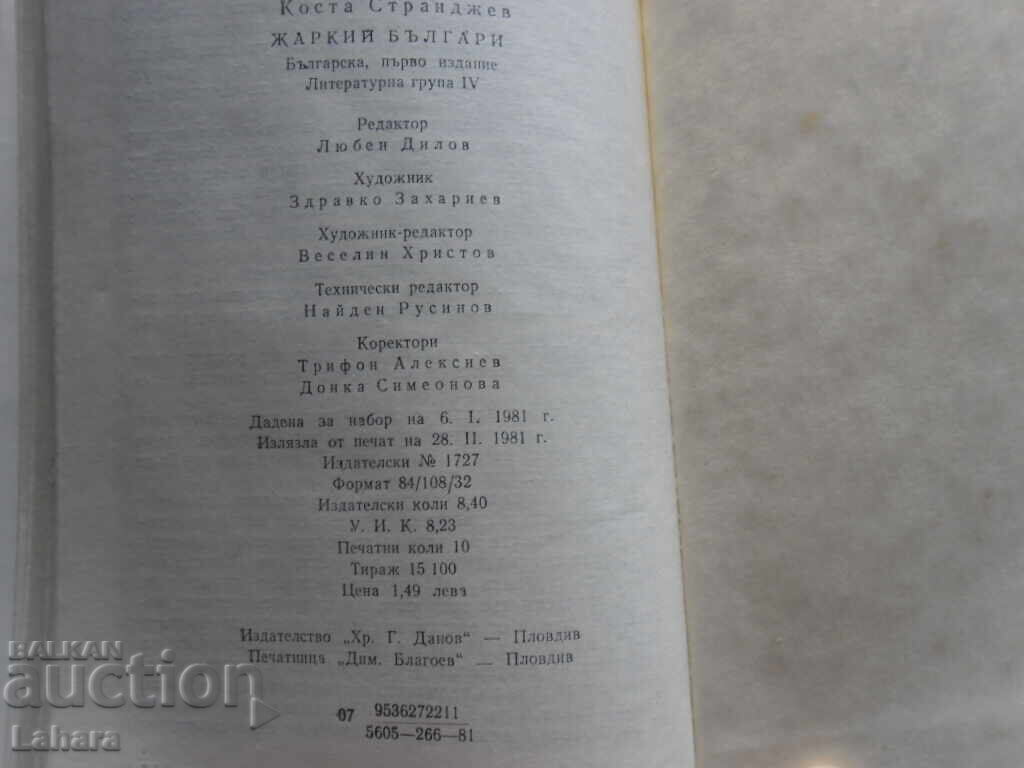 Коста Странджев
ЖАРКИЙ БЪЛГАРИ
Българска, първо издание
Литературна група IV
Редактор
Любен Дилов
Художник
Здравко Захариев
Художник-редактор
Веселин Христов
Технически редактор
Найден Русинов
Коректори
Трифон Алексиев
Донка Симеонова
Дадена за набор на 6. I. 1981 г.
Излязла от печат на 28. II. 1981 г.
Издателски № 1727
Формат 84/108/32
Издателски коли 8,40
У. И. К. 8,23
Печатни коли 10
Тираж 15 100
Цена 1,49 лева
Издателство „Хр. Г. Данов“ — Пловдив
Печатница „Дим. Благоев“ — Пловдив
07 9536272211
5605—266—81
BALKAN
auction
Lahara